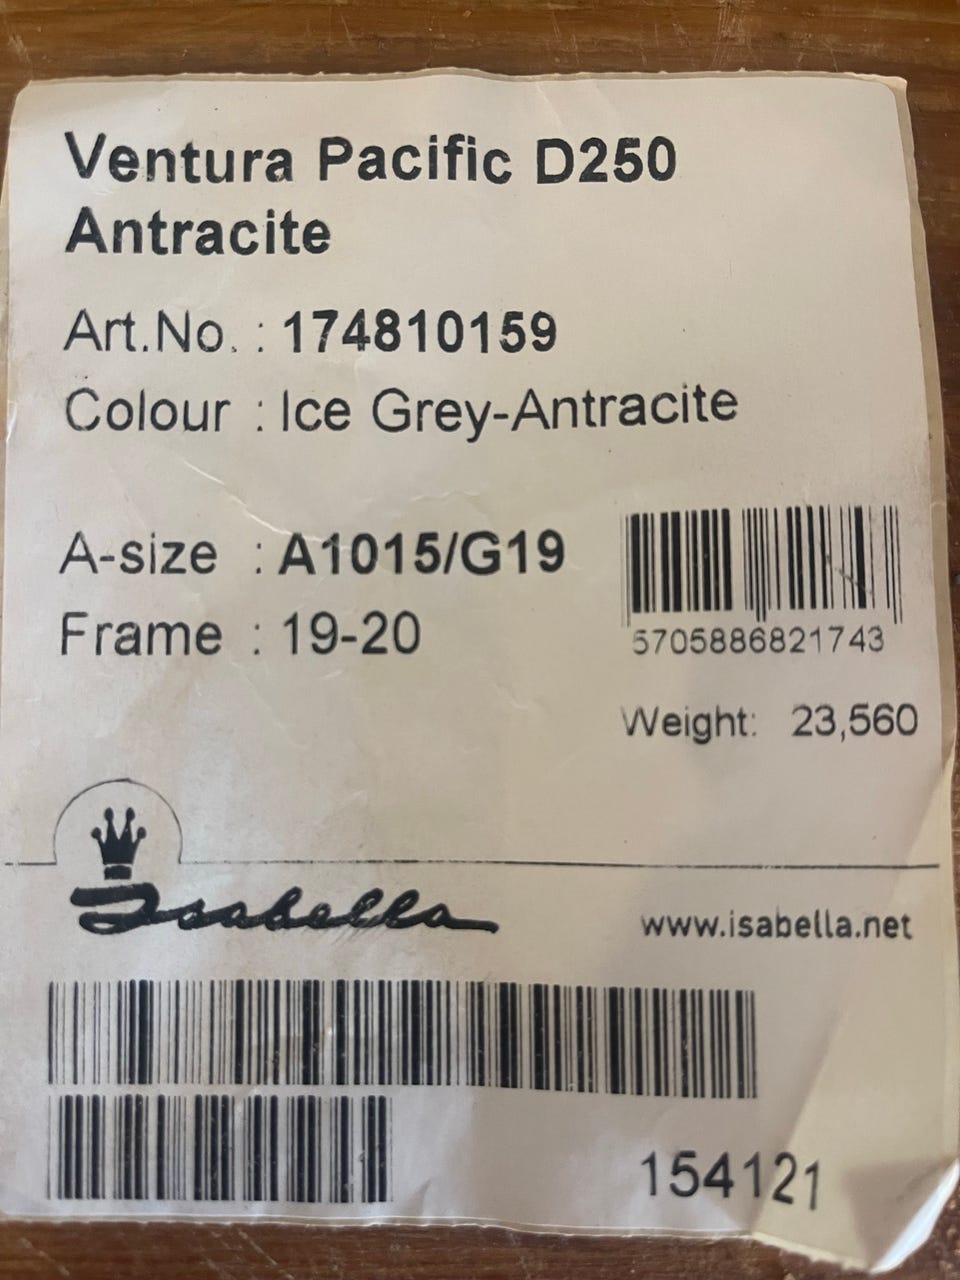 Ventura Pacific D250
Antracite
Art.No. : 174810159
Colour : Ice Grey-Antracite
A-size : A1015/G19
Frame : 19-20
5705886821743
Weight: 23,560
Isabella
www.isabella.net
154121